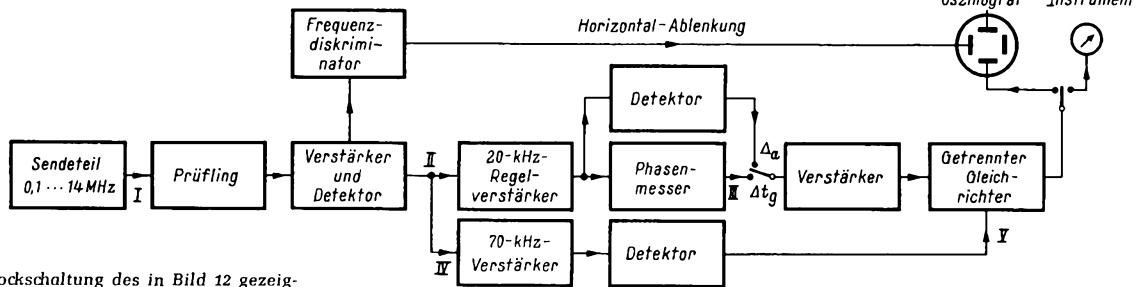 Oszillograf Instrument
Frequenz-
diskrimi-
nator
Horizontal-Ablenkung
Detektor
Sendeteil
0,1 ··· 14 MHz
I
Prüfling
Verstärker
und
Detektor
II
20-kHz-
Regel-
verstärker
Phasen-
messer
III
Δa
Δtg
Verstärker
Getrennter
Gleich-
richter
IV
70-kHz-
Verstärker
Detektor
V
ockschaltung des in Bild 12 gezeig-